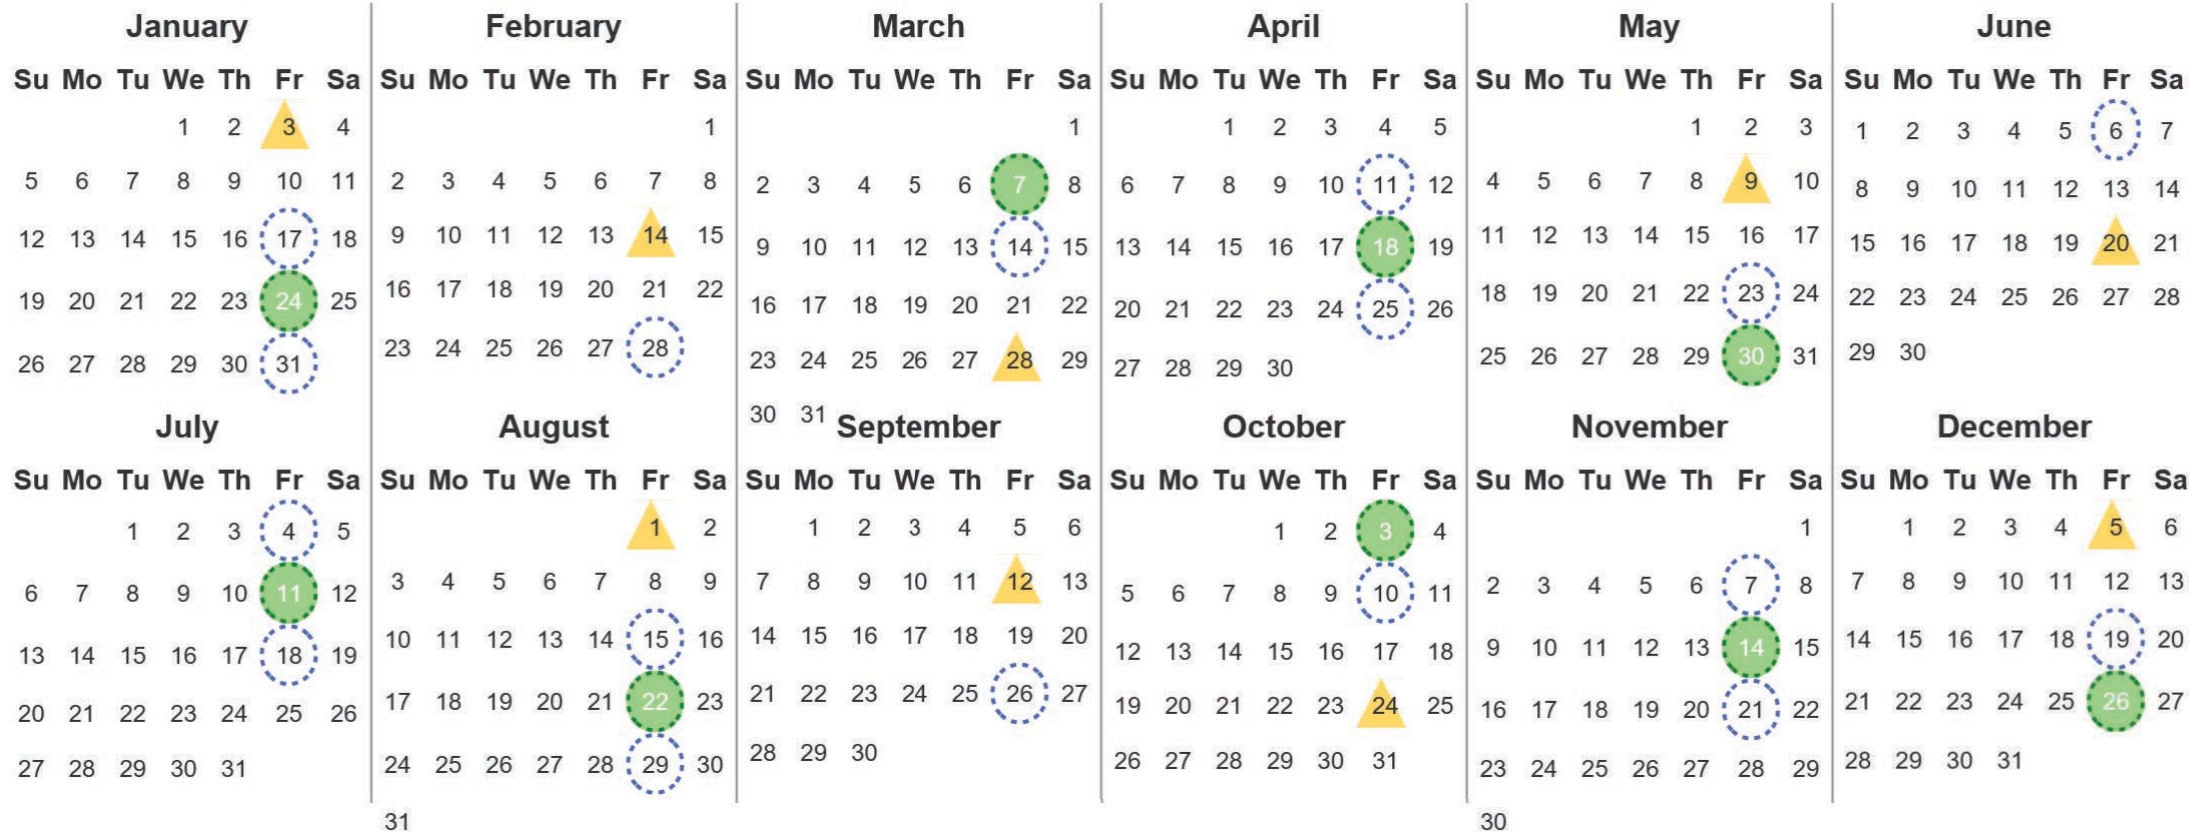 January
Su Mo Tu We Th Fr Sa
1 2 3 4
5 6 7 8 9 10 11
12 13 14 15 16 17 18
19 20 21 22 23 24 25
26 27 28 29 30 31
February
Su Mo Tu We Th Fr Sa
1
2 3 4 5 6 7 8
9 10 11 12 13 14 15
16 17 18 19 20 21 22
23 24 25 26 27 28
March
Su Mo Tu We Th Fr Sa
1
2 3 4 5 6 7 8
9 10 11 12 13 14 15
16 17 18 19 20 21 22
23 24 25 26 27 28 29
30 31
April
Su Mo Tu We Th Fr Sa
1 2 3 4 5
6 7 8 9 10 11 12
13 14 15 16 17 18 19
20 21 22 23 24 25 26
27 28 29 30
May
Su Mo Tu We Th Fr Sa
1 2 3
4 5 6 7 8 9 10
11 12 13 14 15 16 17
18 19 20 21 22 23 24
25 26 27 28 29 30 31
June
Su Mo Tu We Th Fr Sa
1 2 3 4 5 6 7
8 9 10 11 12 13 14
15 16 17 18 19 20 21
22 23 24 25 26 27 28
29 30
July
Su Mo Tu We Th Fr Sa
1 2 3 4 5
6 7 8 9 10 11 12
13 14 15 16 17 18 19
20 21 22 23 24 25 26
27 28 29 30 31
August
Su Mo Tu We Th Fr Sa
1 2
3 4 5 6 7 8 9
10 11 12 13 14 15 16
17 18 19 20 21 22 23
24 25 26 27 28 29 30
31
September
Su Mo Tu We Th Fr Sa
1 2 3 4 5 6
7 8 9 10 11 12 13
14 15 16 17 18 19 20
21 22 23 24 25 26 27
28 29 30
October
Su Mo Tu We Th Fr Sa
1 2 3 4
5 6 7 8 9 10 11
12 13 14 15 16 17 18
19 20 21 22 23 24 25
26 27 28 29 30 31
November
Su Mo Tu We Th Fr Sa
1
2 3 4 5 6 7 8
9 10 11 12 13 14 15
16 17 18 19 20 21 22
23 24 25 26 27 28 29
30
December
Su Mo Tu We Th Fr Sa
1 2 3 4 5 6
7 8 9 10 11 12 13
14 15 16 17 18 19 20
21 22 23 24 25 26 27
28 29 30 31